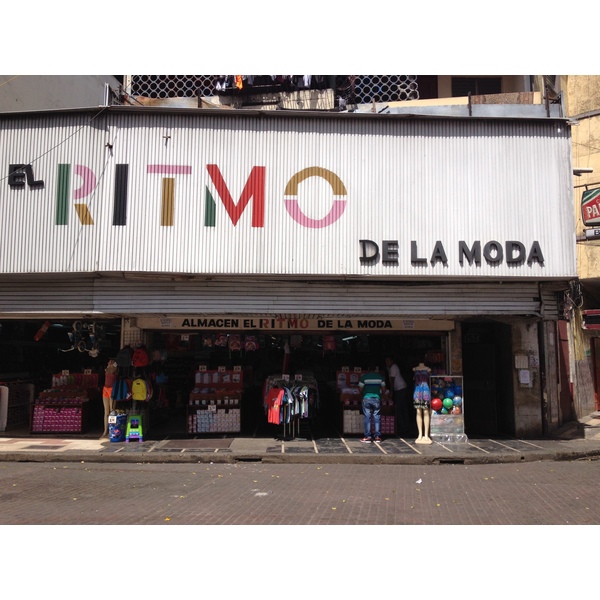 EL RITMO
DE LA MODA
ALMACEN EL RITMO DE LA MODA